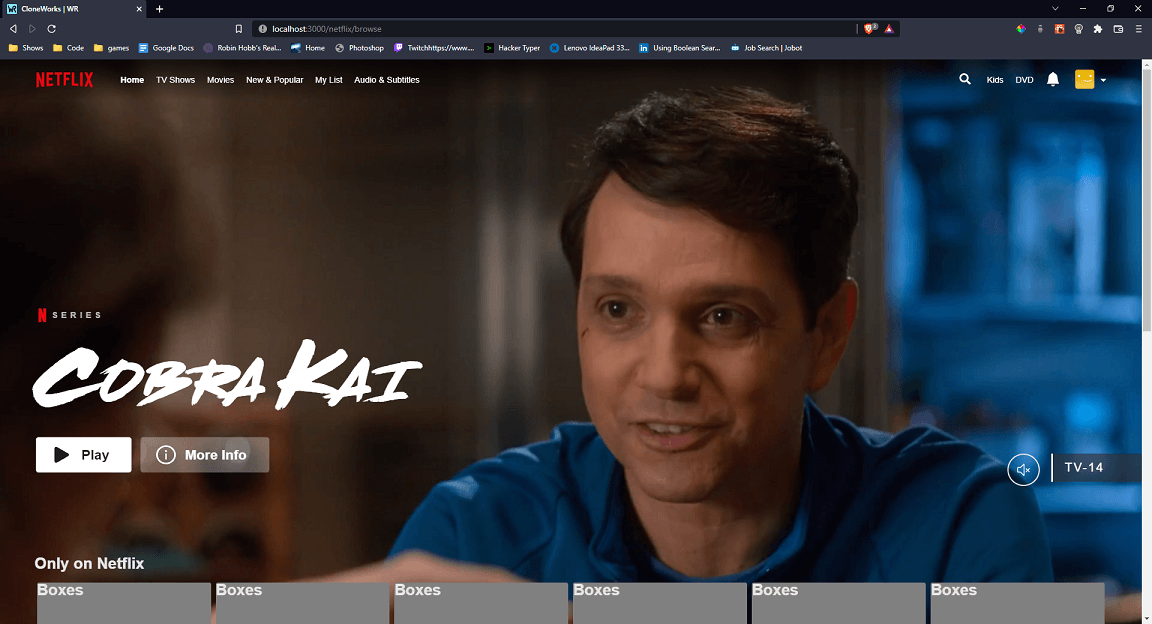 CloneWorks | WR
localhost:3000/netflix/browse
Shows Code games Google Docs Robin Hobb's Real... Home Photoshop Twitchhttps://www.... Hacker Typer Lenovo IdeaPad 33... Using Boolean Sear... Job Search | Jobot
NETFLIX Home TV Shows Movies New & Popular My List Audio & Subtitles Kids DVD
N SERIES
COBRA KAI
Play More Info
TV-14
Only on Netflix
Boxes Boxes Boxes Boxes Boxes Boxes